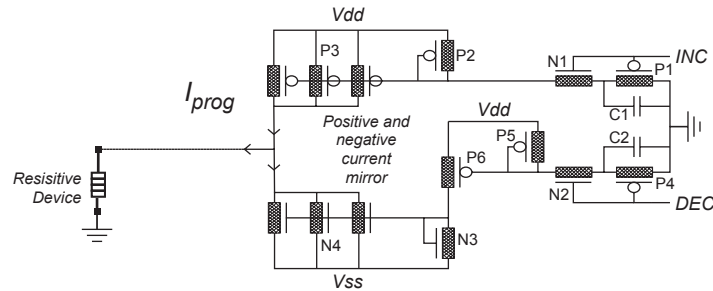 Vdd
P3
P2
N1
INC
P1
I prog
C1
Positive and
negative
current
mirror
Vdd
P5
C2
P6
Resisitive
Device
N2
P4
DEC
N4
N3
Vss